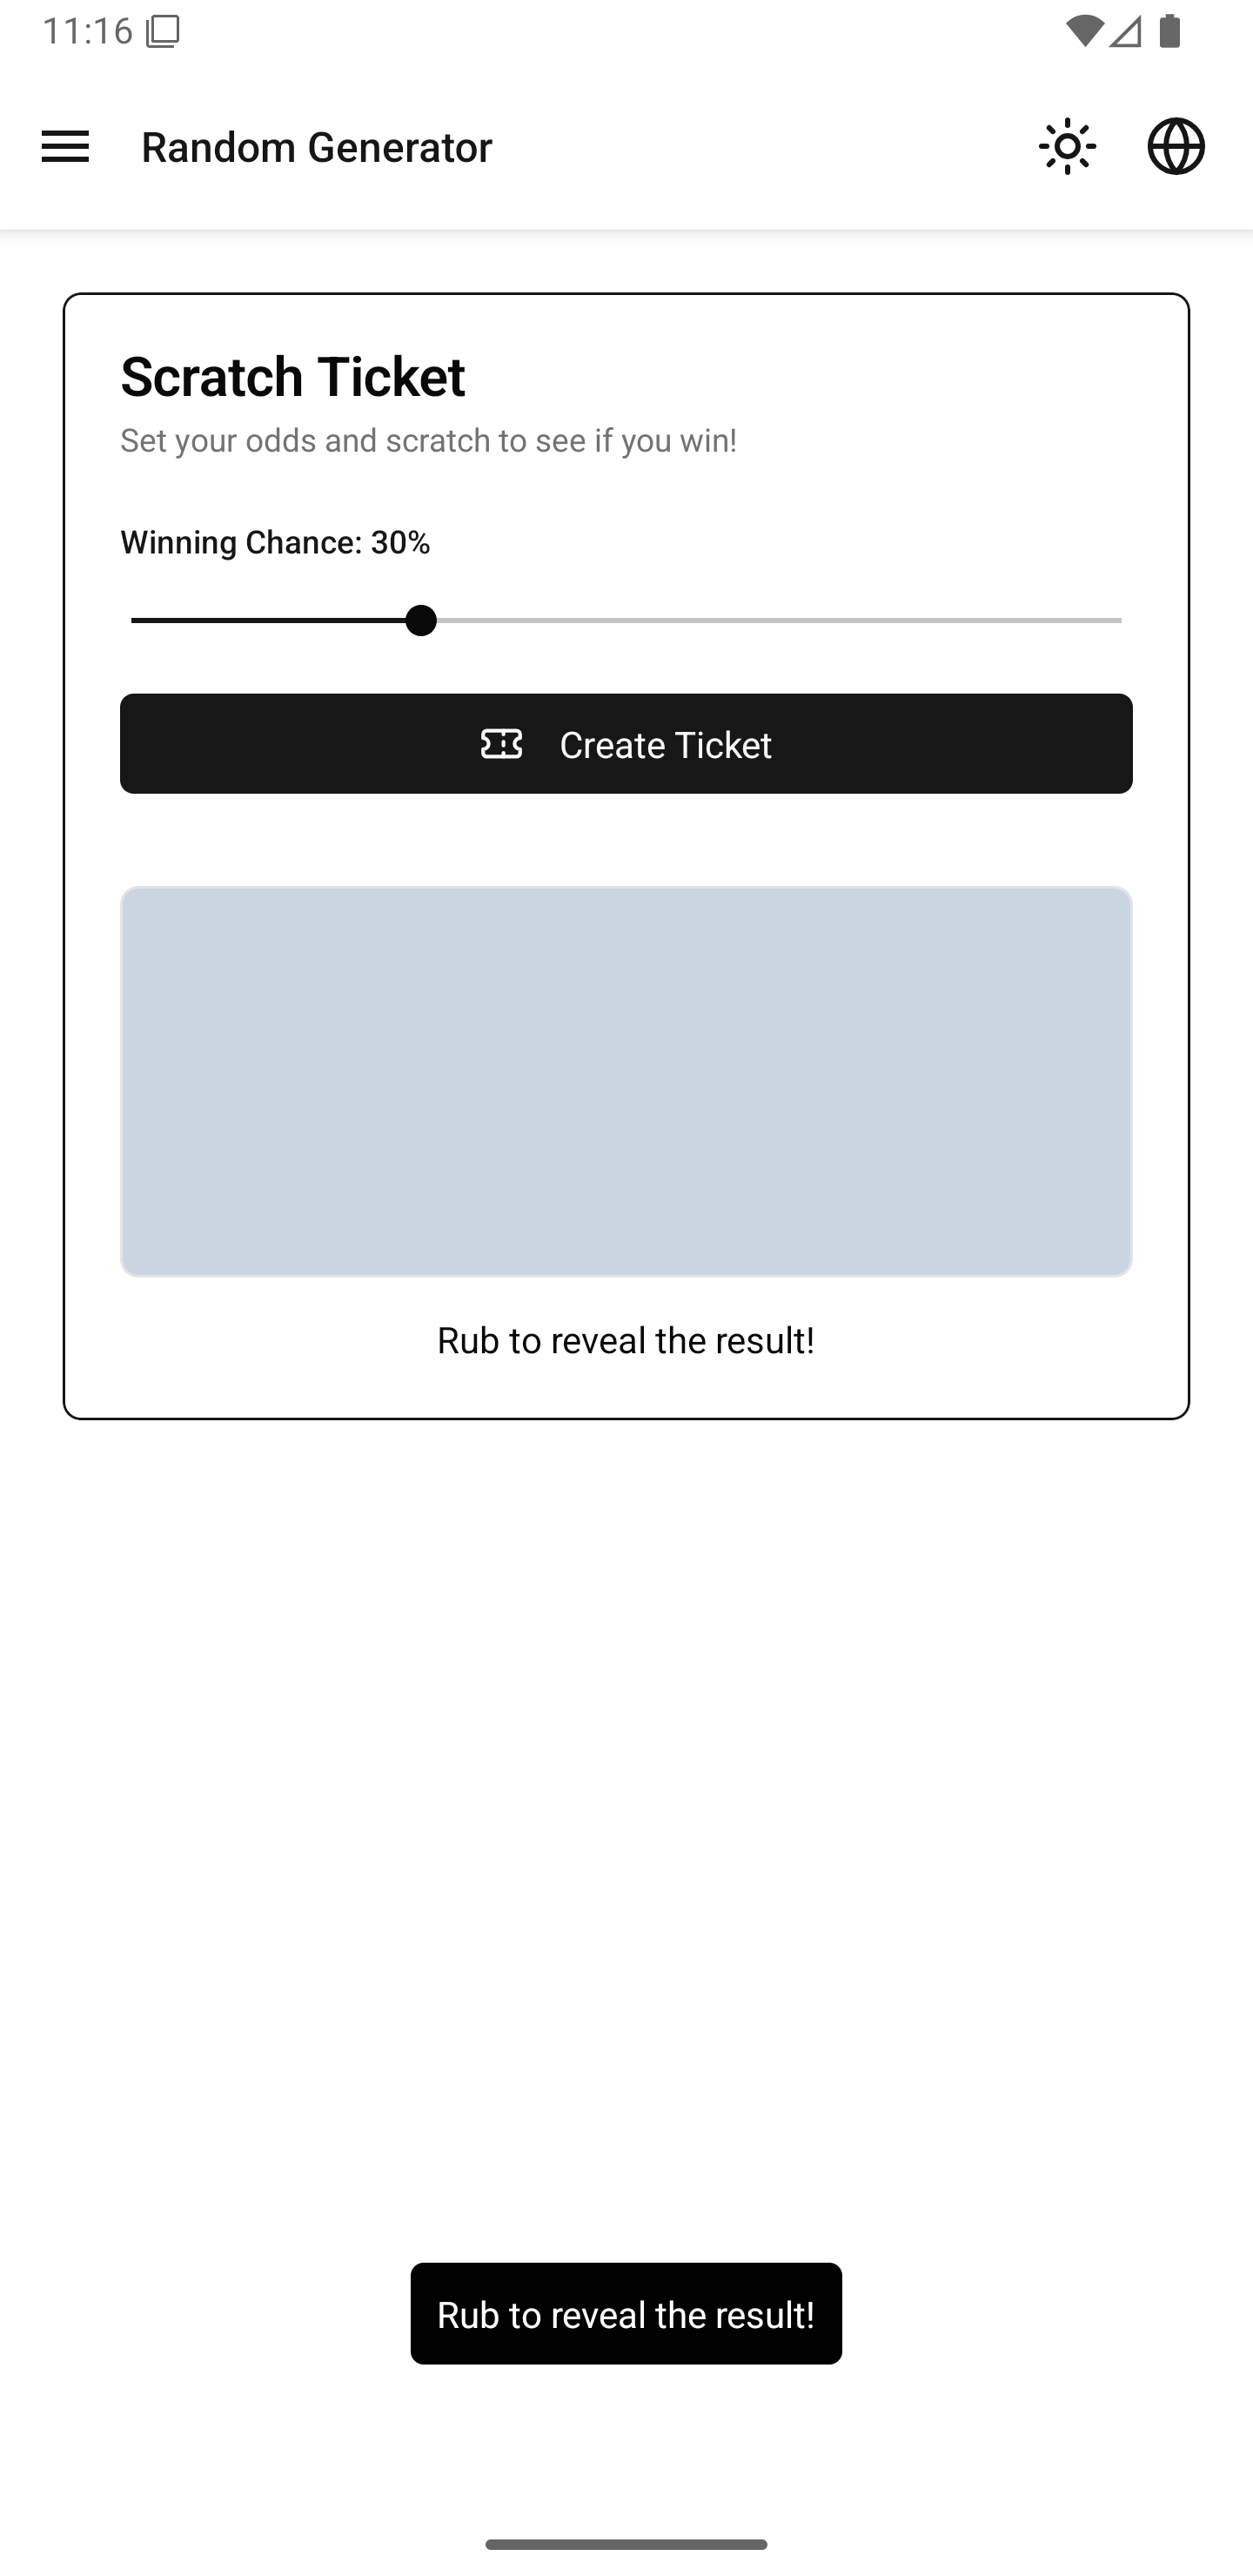 11:16
Random Generator
Scratch Ticket
Set your odds and scratch to see if you win!
Winning Chance: 30%
Create Ticket
Rub to reveal the result!
Rub to reveal the result!